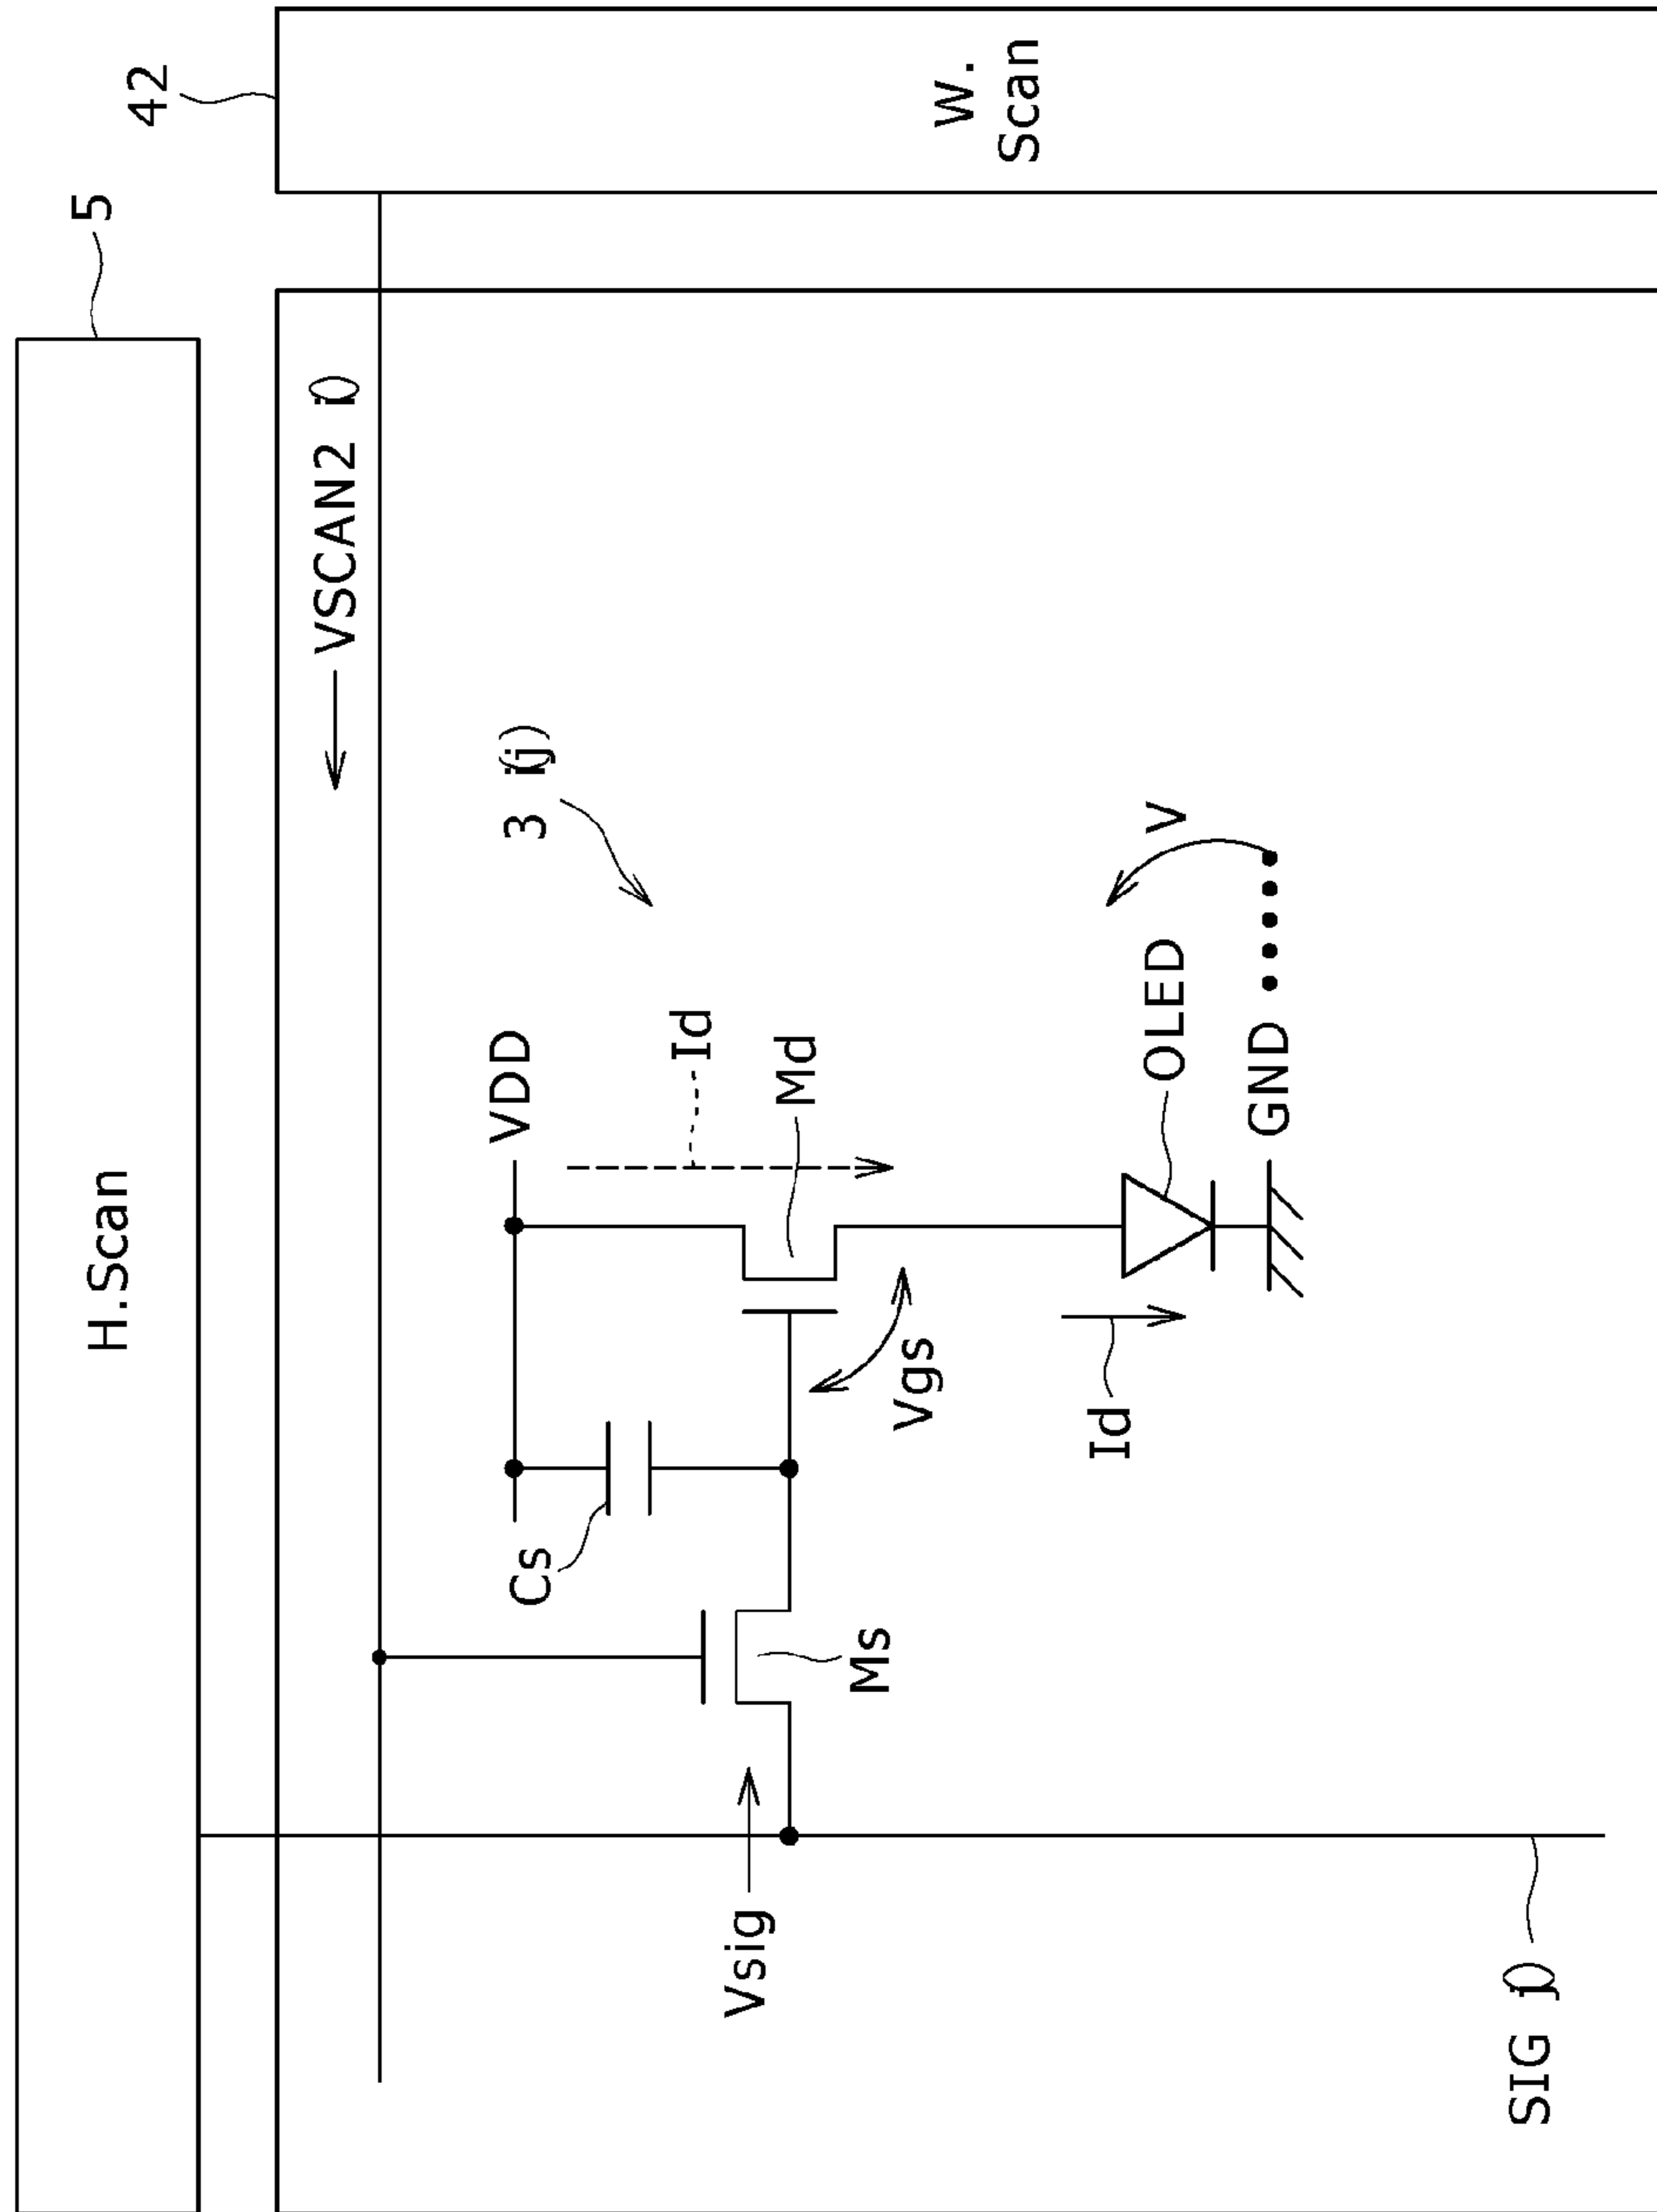 H.Scan
5
42
VSCAN2 (i)
Cs
VDD
3 (i,j)
Id
Vsig
Md
Ms
Vgs
W.
Scan
Id
OLED
V
GND
SIG (j)